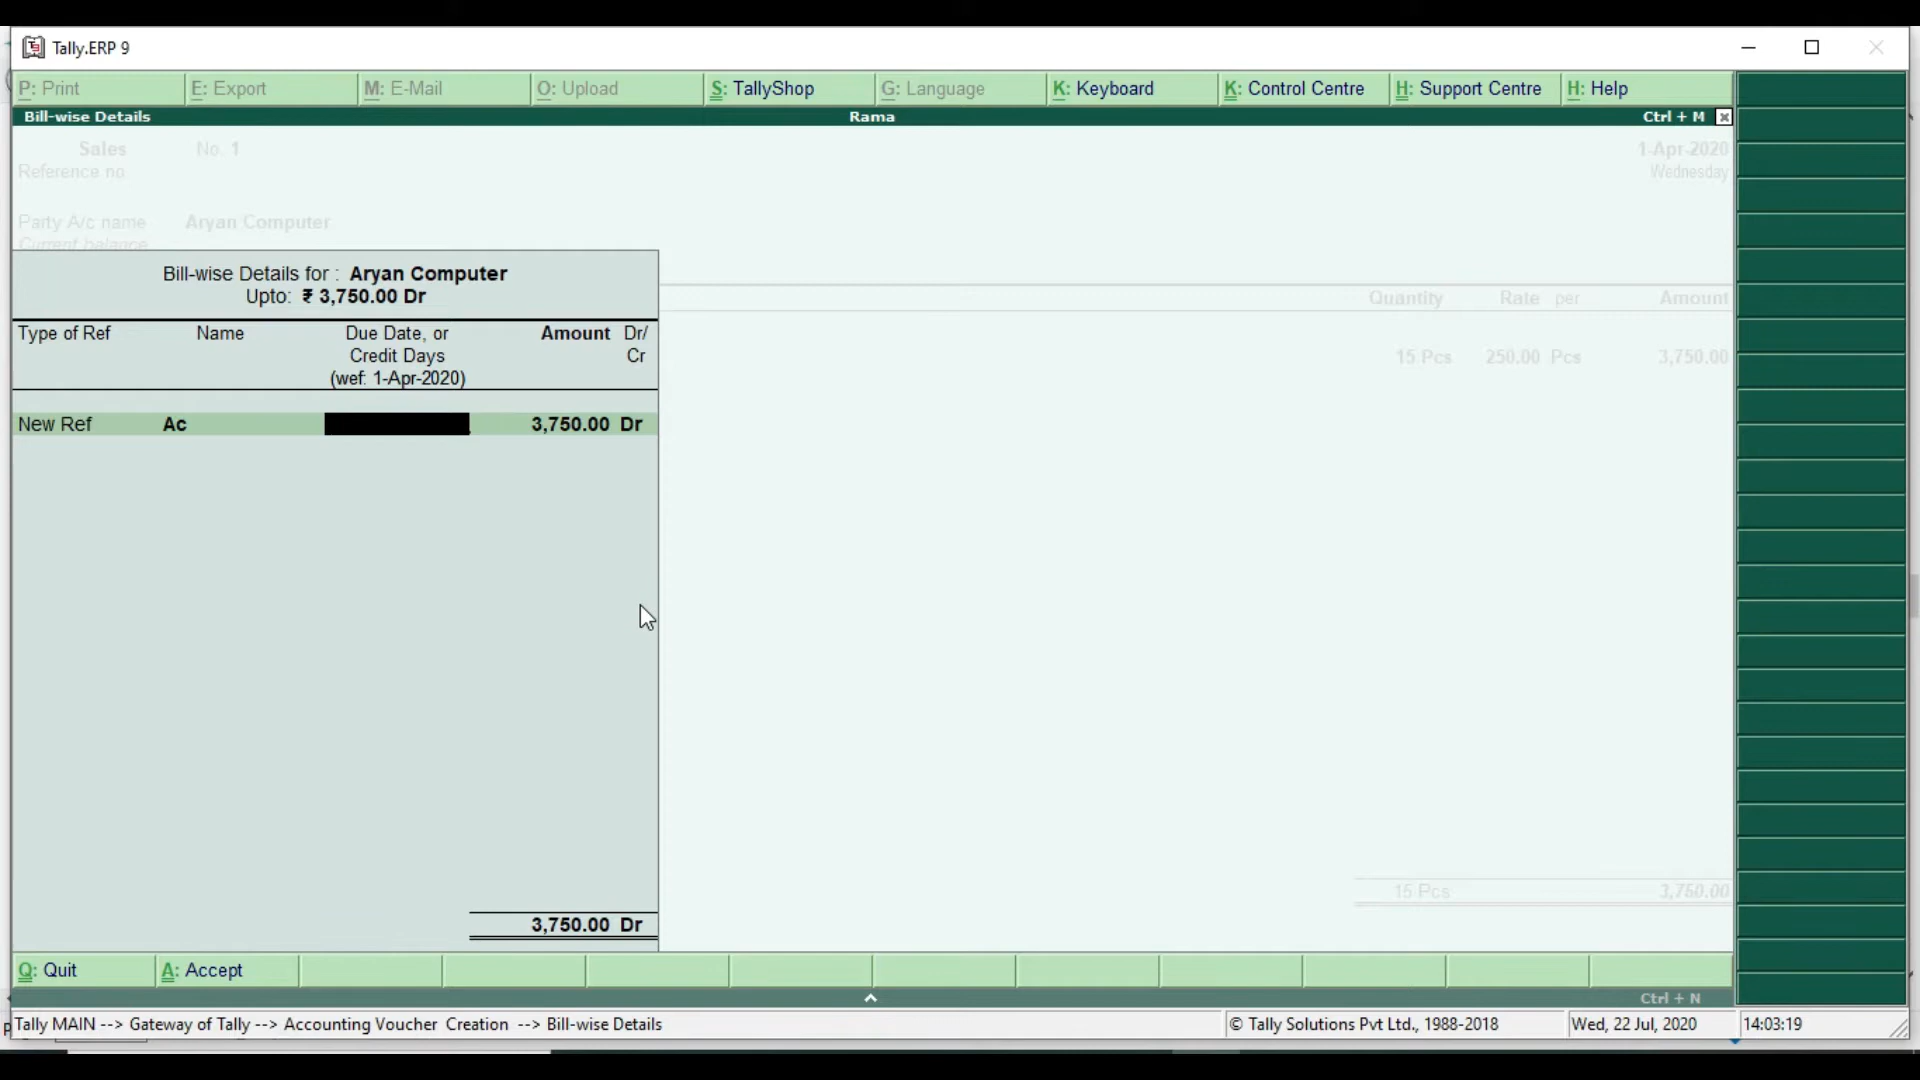 Tally.ERP 9
P: Print E: Export M: E-Mail O: Upload S: TallyShop G: Language K: Keyboard K: Control Centre H: Support Centre H: Help
Bill-wise Details Rama Ctrl + M
Sales No. 1 1-Apr-2020
Reference no. Wednesday
Party A/c name Aryan Computer
Current balance
Bill-wise Details for : Aryan Computer
Upto: ₹ 3,750.00 Dr
Quantity Rate per Amount
Type of Ref Name Due Date, or Amount Dr/
Credit Days Cr
(wef: 1-Apr-2020)
15 Pcs 250.00 Pcs 3,750.00
New Ref Ac 3,750.00 Dr
15 Pcs 3,750.00
3,750.00 Dr
Q: Quit A: Accept
Ctrl + N
Tally MAIN --> Gateway of Tally --> Accounting Voucher Creation --> Bill-wise Details © Tally Solutions Pvt Ltd., 1988-2018 Wed, 22 Jul, 2020 14:03:19